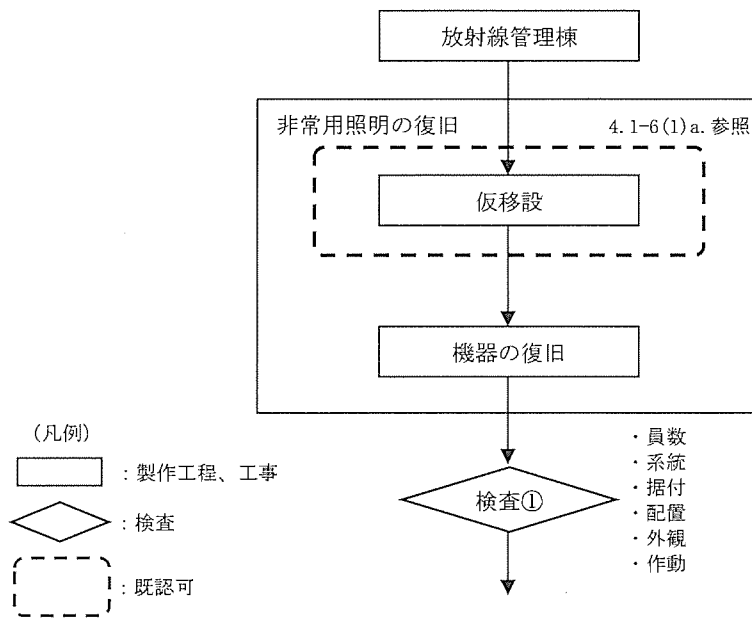 放射線管理棟
非常用照明の復旧
4.1-6(1)a.参照
仮移設
機器の復旧
検査①
・員数
・系統
・据付
・配置
・外観
・作動
(凡例)
：製作工程、工事
：検査
：既認可